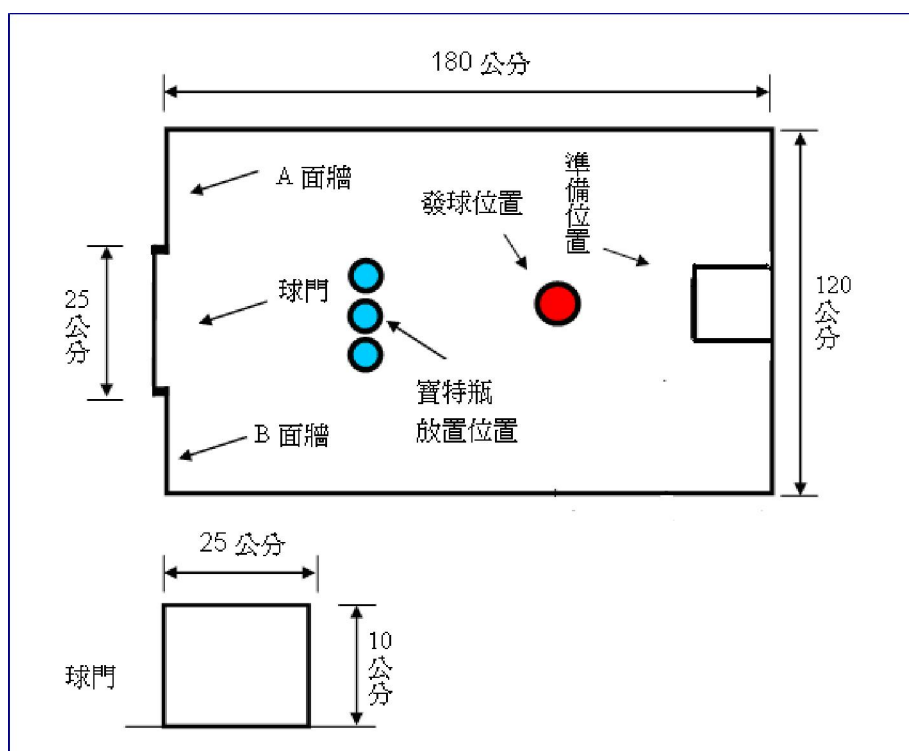 180 公分
A 面牆
發球位置
準備位置
25 公分
球門
120 公分
寶特瓶
放置位置
B 面牆
25 公分
10 公分
球門